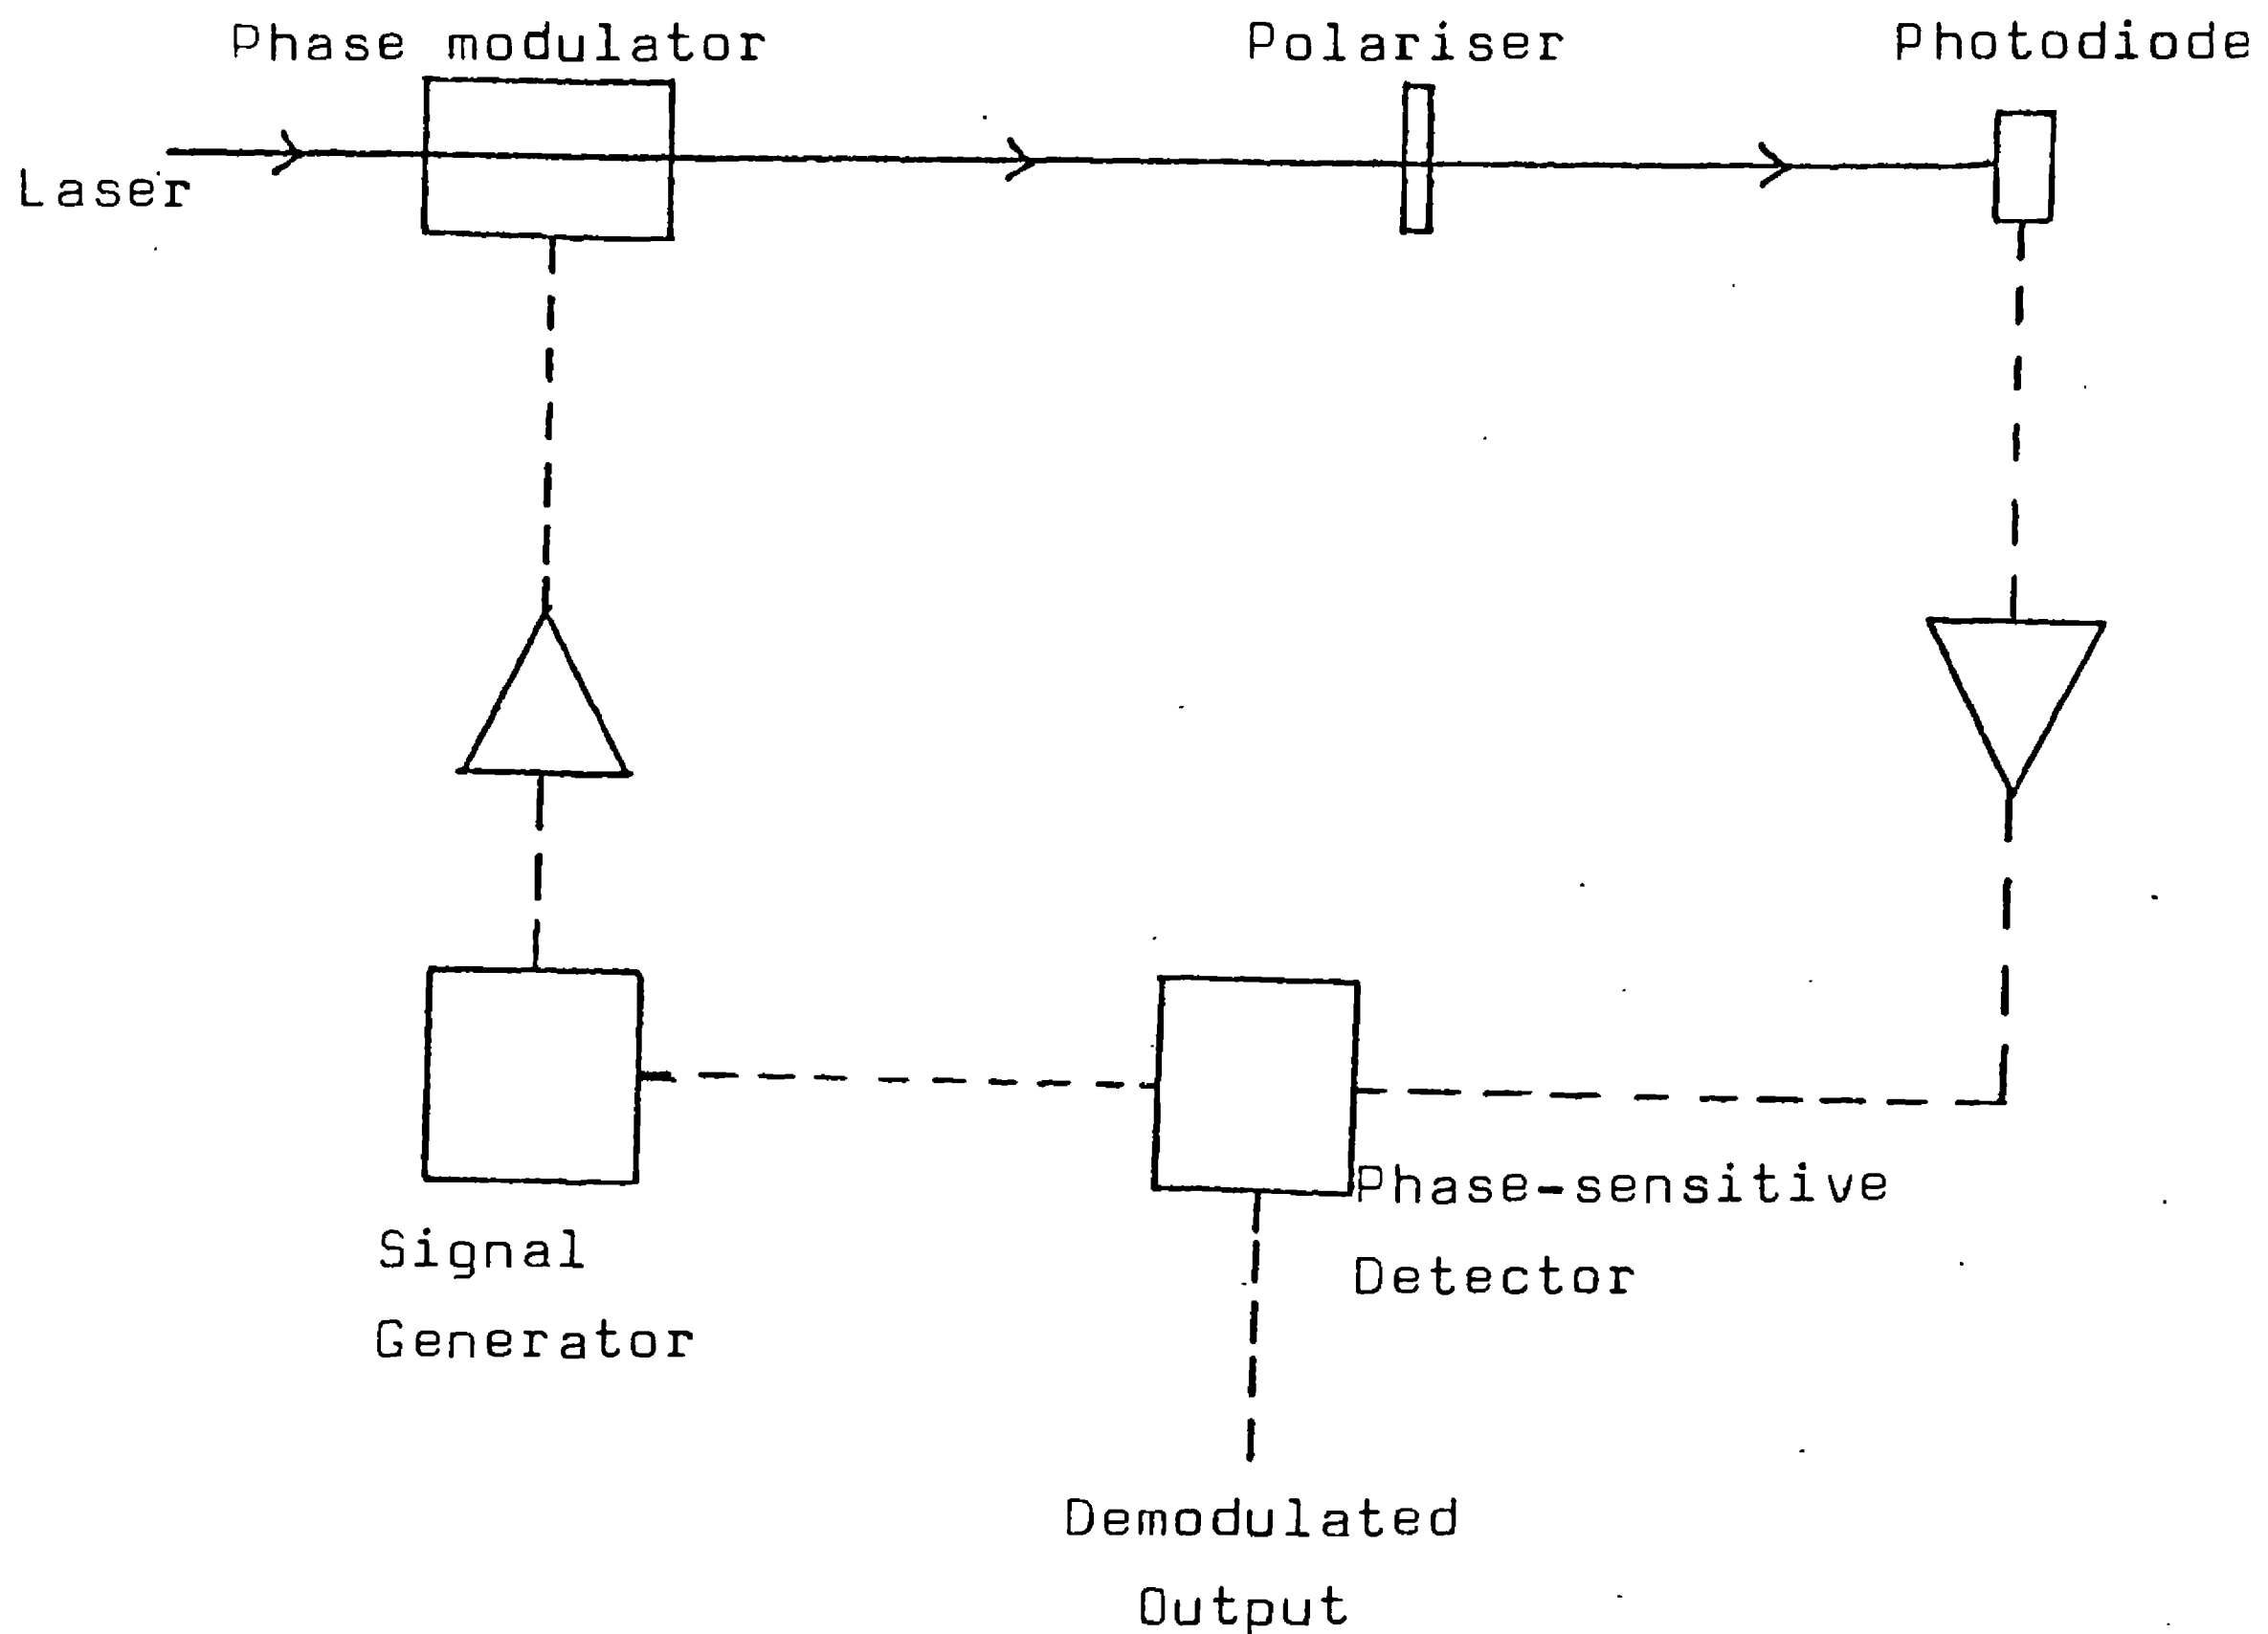 Phase modulator
Polariser
Photodiode
Laser
Phase-sensitive
Detector
Signal
Generator
Demodulated
Output